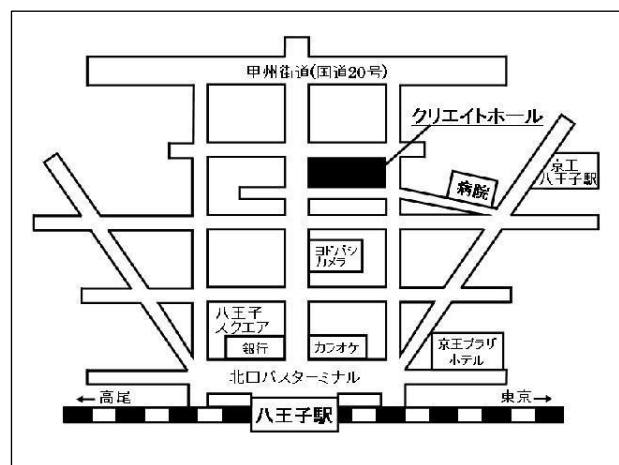 甲州街道(国道20号)
クリエイトホール
京王
八王子駅
病院
ヨドバシ
カメラ
八王子
スクエア
銀行
カラオケ
京王プラザ
ホテル
北口バスターミナル
←高尾
東京→
八王子駅